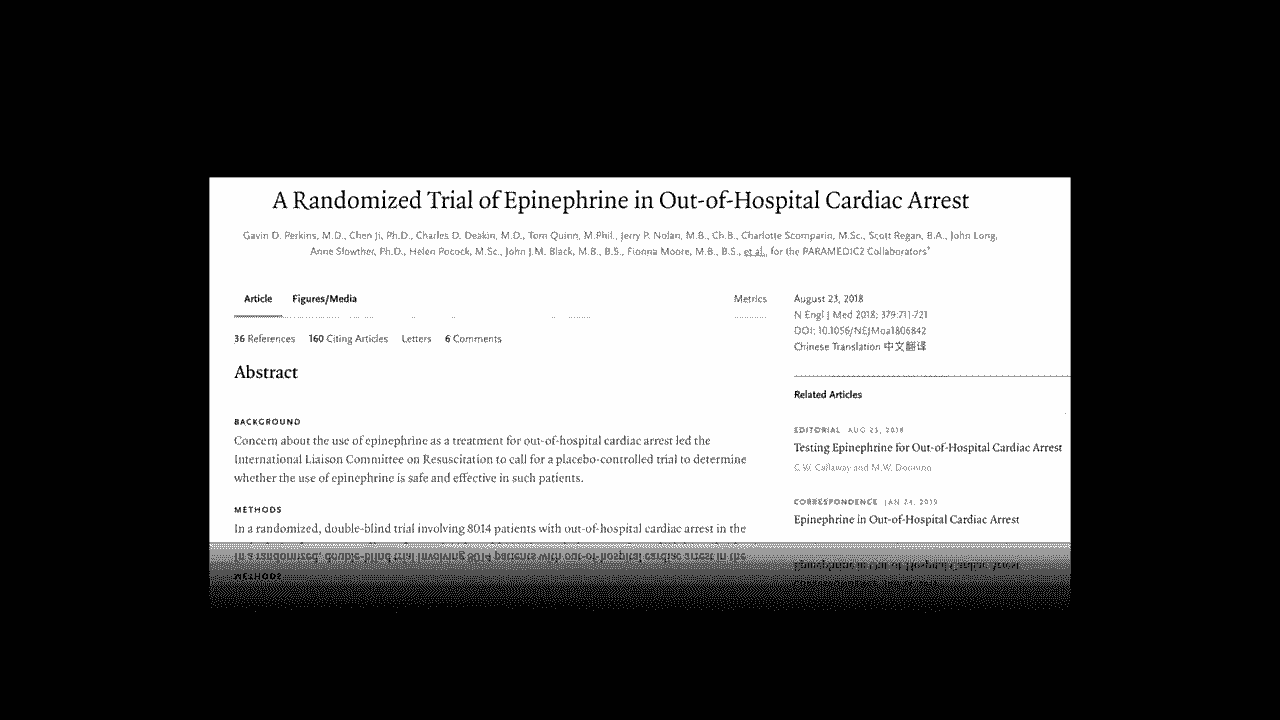 A Randomized Trial of Epinephrine in Out-of-Hospital Cardiac Arrest
Gavin D. Perkins, M.D., Chen Ji, Ph.D., Charles D. Deakin, M.D., Tom Quinn, M.Phil., Jerry P. Nolan, M.B., Ch.B., Charlotte Scomparin, M.Sc., Scott Regan, B.A., John Long,
Anne Slowther, Ph.D., Helen Pocock, M.Sc., John J.M. Black, M.B., B.S., Fionna Moore, M.B., B.S., et al., for the PARAMEDIC2 Collaborators*
Article Figures/Media Metrics
36 References 160 Citing Articles Letters 6 Comments
Abstract
BACKGROUND
Concern about the use of epinephrine as a treatment for out-of-hospital cardiac arrest led the
International Liaison Committee on Resuscitation to call for a placebo-controlled trial to determine
whether the use of epinephrine is safe and effective in such patients.
METHODS
In a randomized, double-blind trial involving 8014 patients with out-of-hospital cardiac arrest in the
August 23, 2018
N Engl J Med 2018; 379:711-721
DOI: 10.1056/NEJMoa1806842
Chinese Translation 中文翻译
Related Articles
EDITORIAL AUG 23, 2018
Testing Epinephrine for Out-of-Hospital Cardiac Arrest
C.W. Callaway and M.W. Donnino
CORRESPONDENCE JAN 24, 2019
Epinephrine in Out-of-Hospital Cardiac Arrest